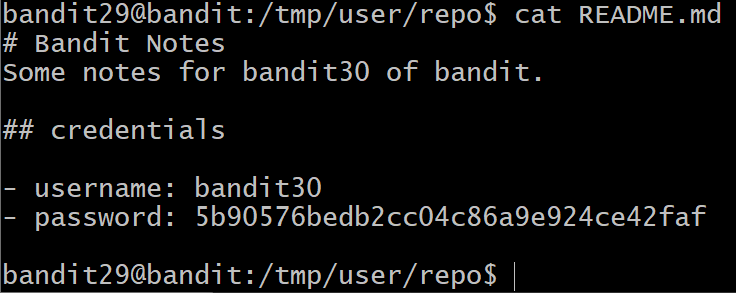 bandit29@bandit:/tmp/user/repo$ cat README.md
# Bandit Notes
Some notes for bandit30 of bandit.
## credentials
- username: bandit30
- password: 5b90576bedb2cc04c86a9e924ce42faf
bandit29@bandit:/tmp/user/repo$